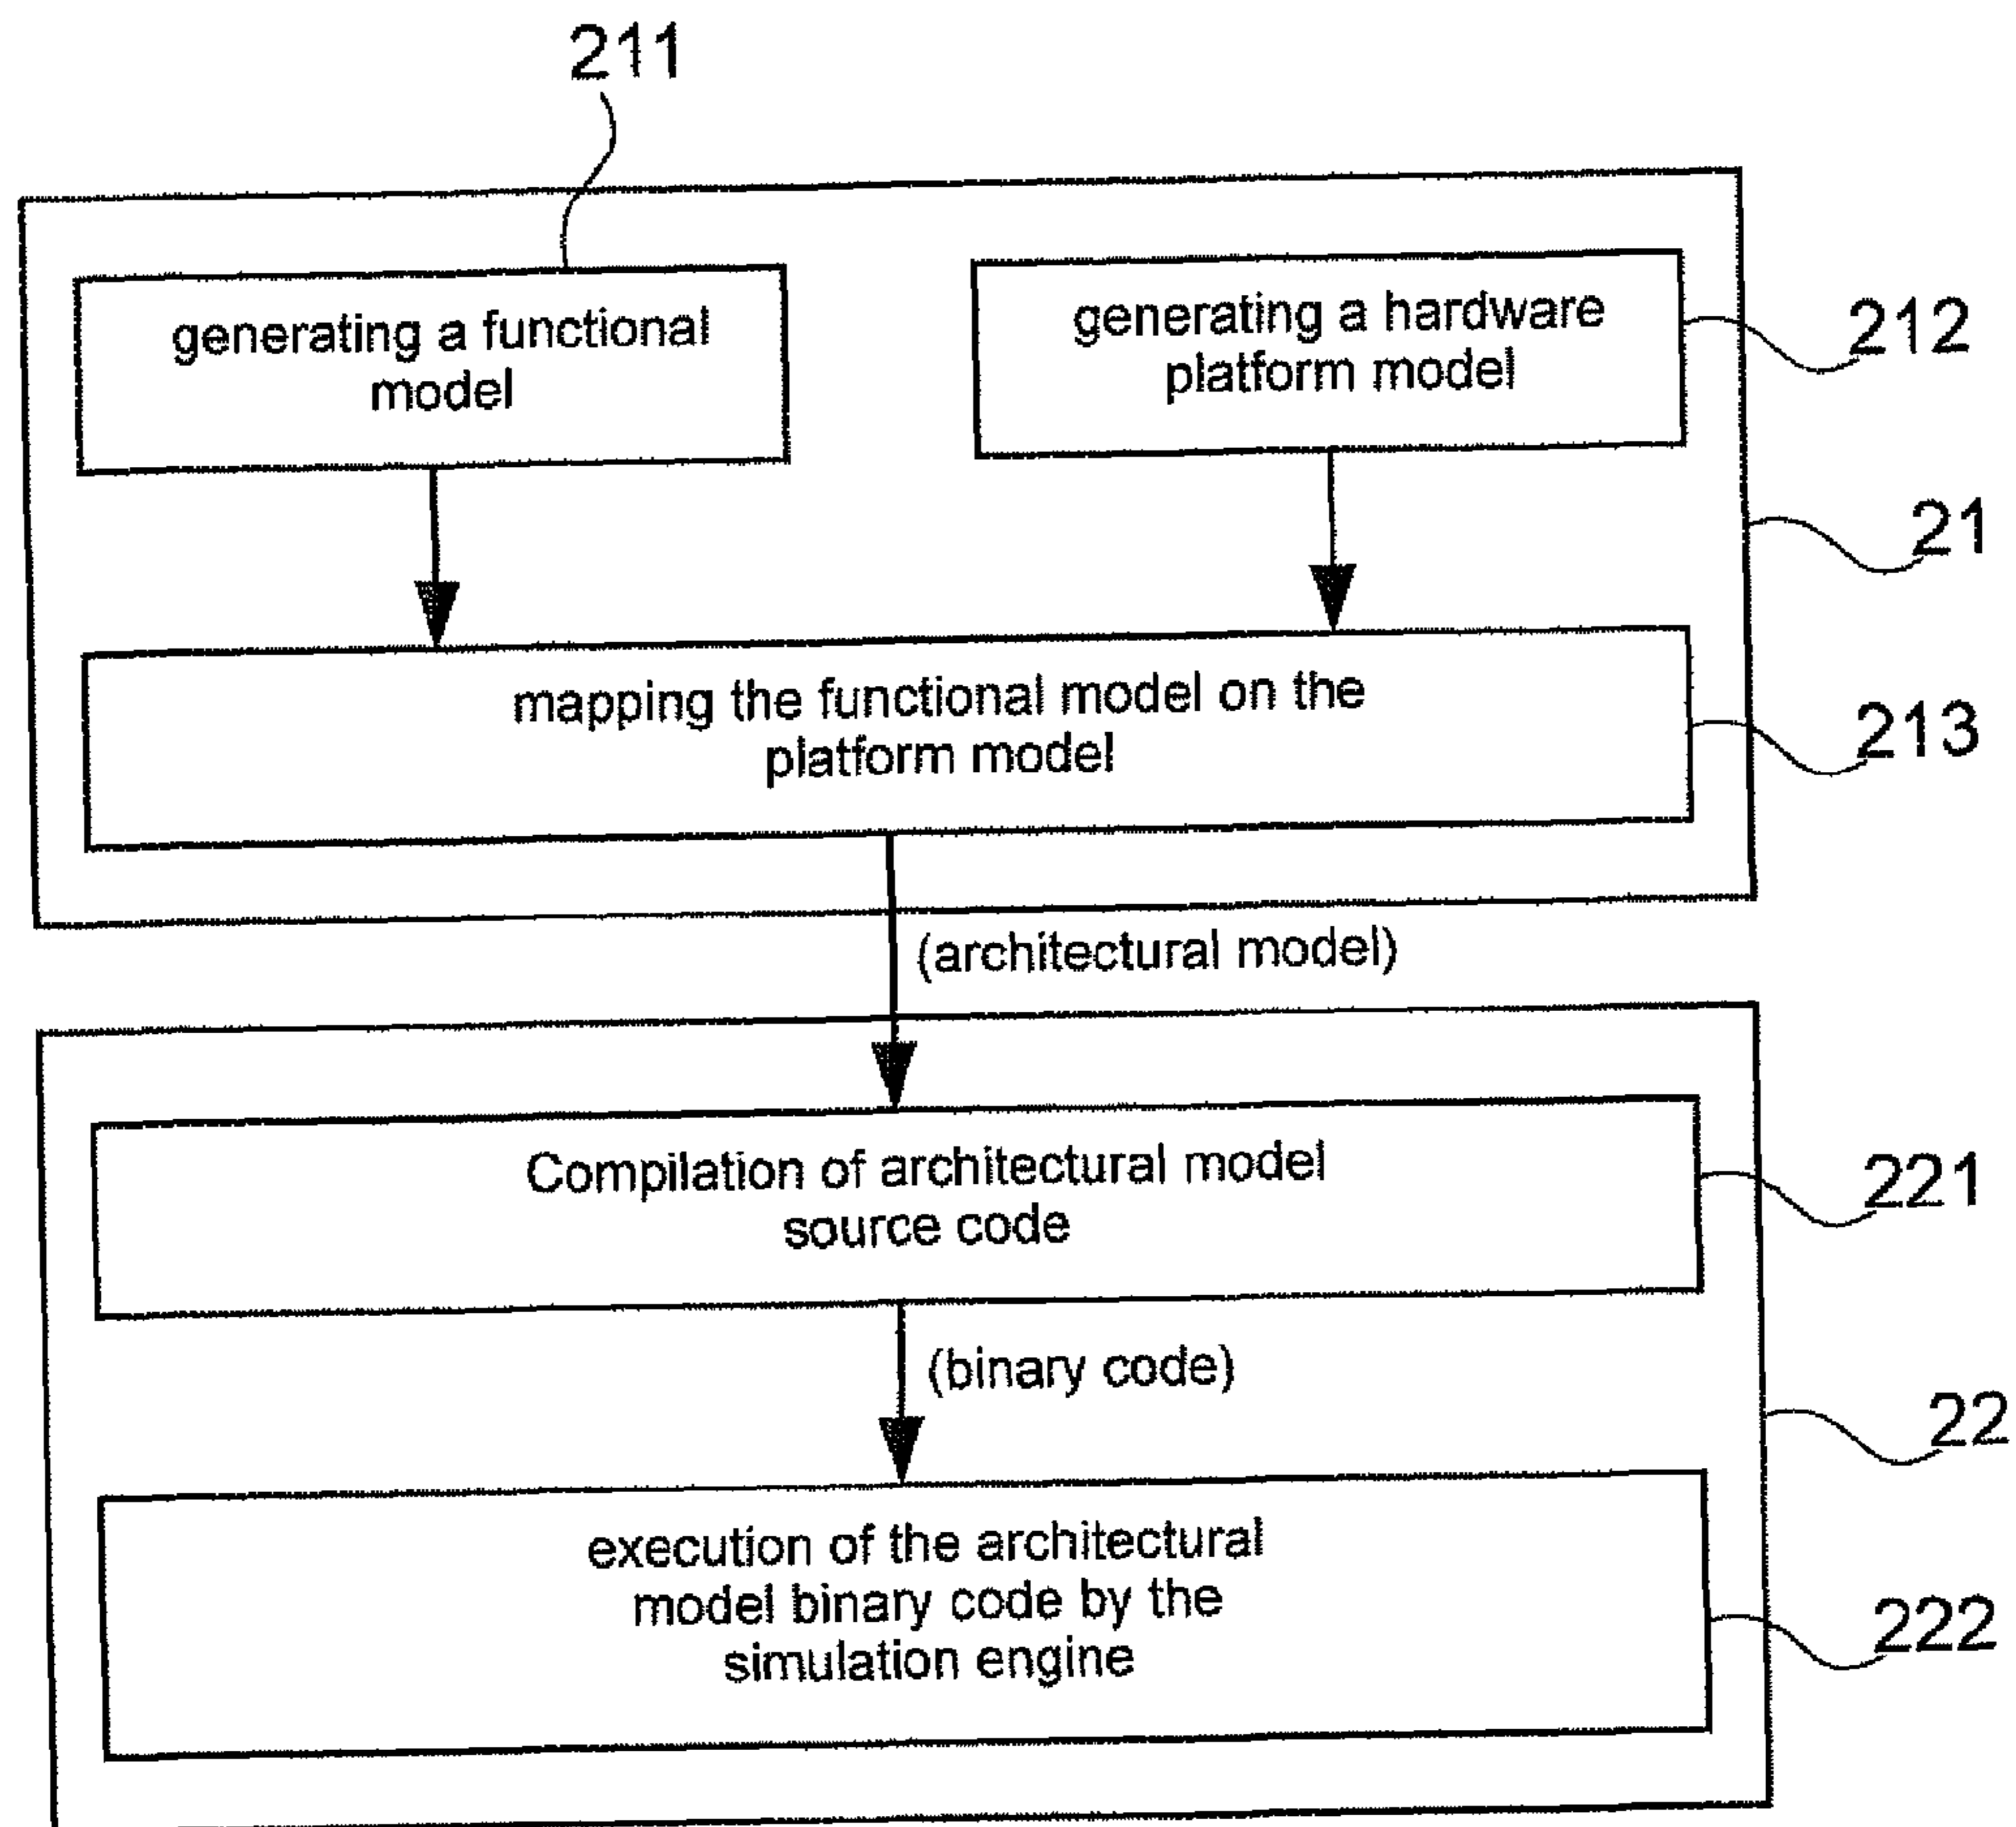 211
generating a functional
model
generating a hardware
platform model
212
21
mapping the functional model on the
platform model
213
(architectural model)
Compilation of architectural model
source code
221
(binary code)
22
execution of the architectural
model binary code by the
simulation engine
222